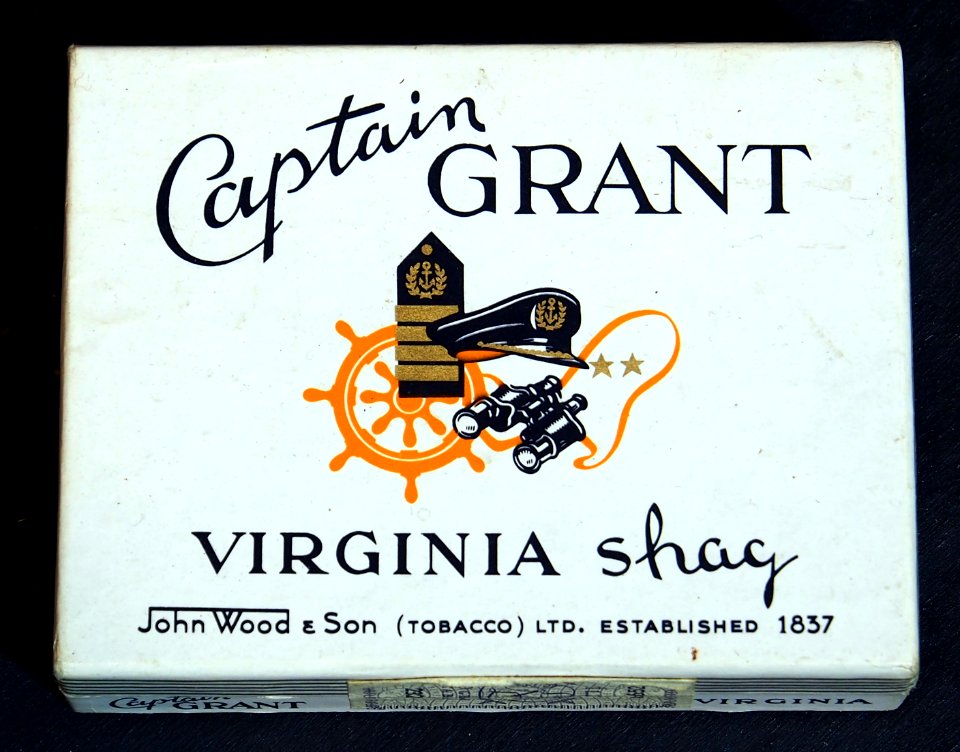 Captain GRANT
VIRGINIA shag
John Wood & Son (TOBACCO) LTD. ESTABLISHED 1837
Captain GRANT
VIRGINIA